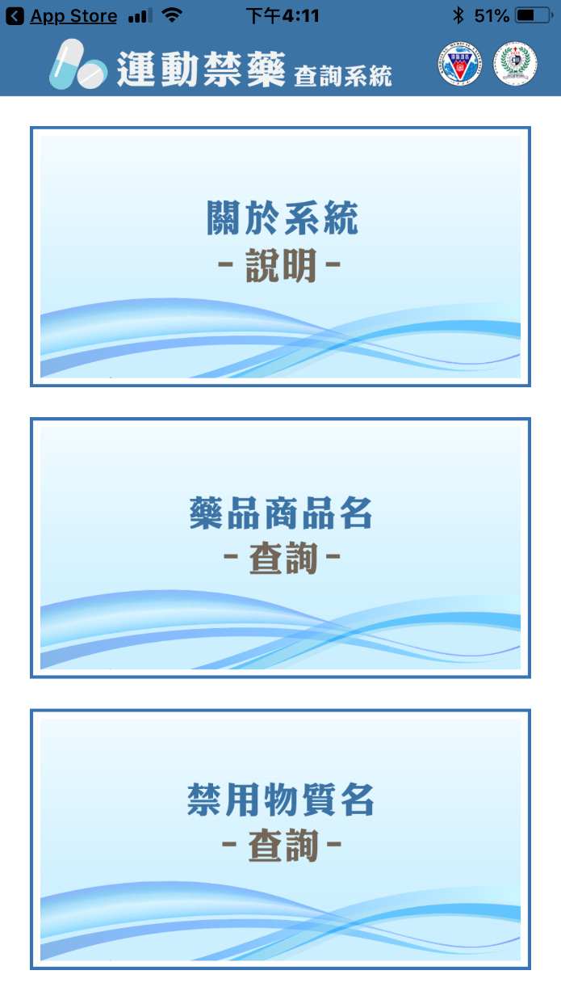 App Store 下午4:11 51%
運動禁藥 查詢系統
關於系統
- 說明 -
藥品商品名
- 查詢 -
禁用物質名
- 查詢 -